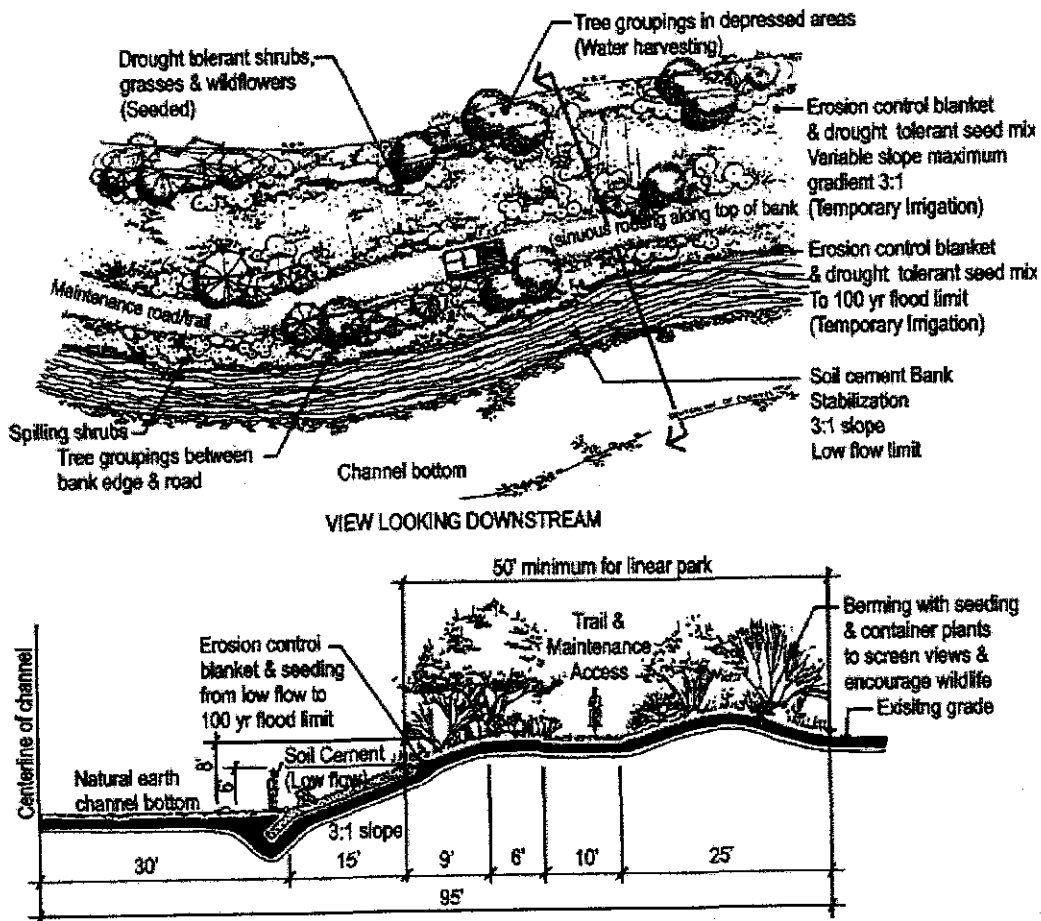 Tree groupings in depressed areas
(Water harvesting)
Drought tolerant shrubs,
grasses & wildflowers
(Seeded)
Erosion control blanket
& drought tolerant seed mix
Variable slope maximum
gradient 3:1
(Temporary Irrigation)
(sinuous routing along top of bank
Erosion control blanket
& drought tolerant seed mix
To 100 yr flood limit
(Temporary Irrigation)
Maintenance road/trail
Soil cement Bank
Stabilization
3:1 slope
Low flow limit
Spilling shrubs
Tree groupings between
bank edge & road
Channel bottom
VIEW LOOKING DOWNSTREAM
50' minimum for linear park
Centerline of channel
Erosion control
blanket & seeding
from low flow to
100 yr flood limit
Trail &
Maintenance
Access
Berming with seeding
& container plants
to screen views &
encourage wildlife
Exisitng grade
8'
6'
Soil Cement
(Low flow)
Natural earth
channel bottom
3:1 slope
30'
15'
9'
6'
10'
25'
95'